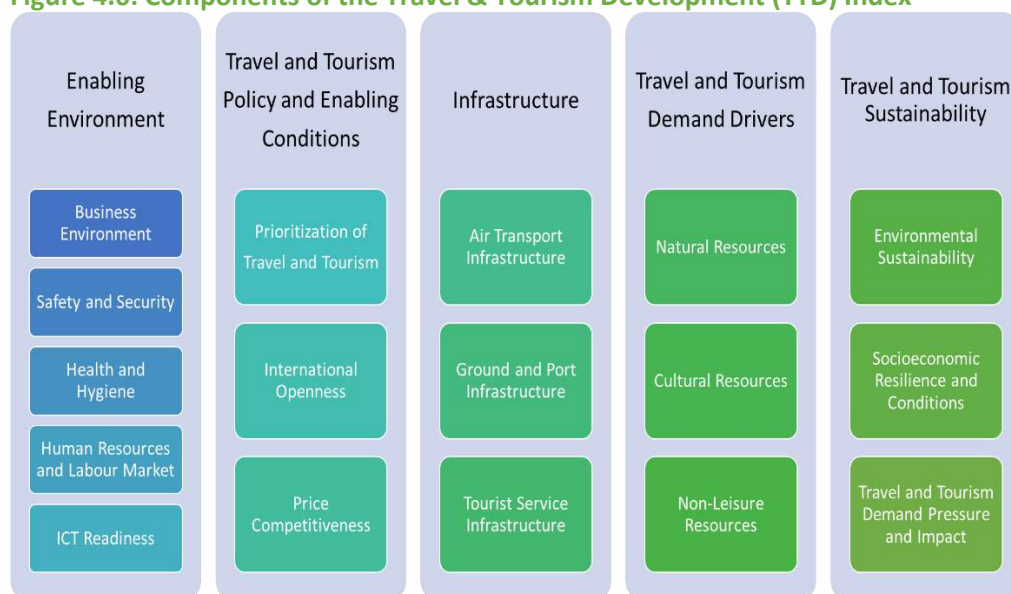 Figure 4.6: Components of the Travel & Tourism Development (TTD) Index
Enabling
Environment
Business
Environment
Safety and Security
Health and
Hygiene
Human Resources
and Labour Market
ICT Readiness
Travel and Tourism
Policy and Enabling
Conditions
Prioritization of
Travel and Tourism
International
Openness
Price
Competitiveness
Infrastructure
Air Transport
Infrastructure
Ground and Port
Infrastructure
Tourist Service
Infrastructure
Travel and Tourism
Demand Drivers
Natural Resources
Cultural Resources
Non-Leisure
Resources
Travel and Tourism
Sustainability
Environmental
Sustainability
Socioeconomic
Resilience and
Conditions
Travel and Tourism
Demand Pressure
and Impact